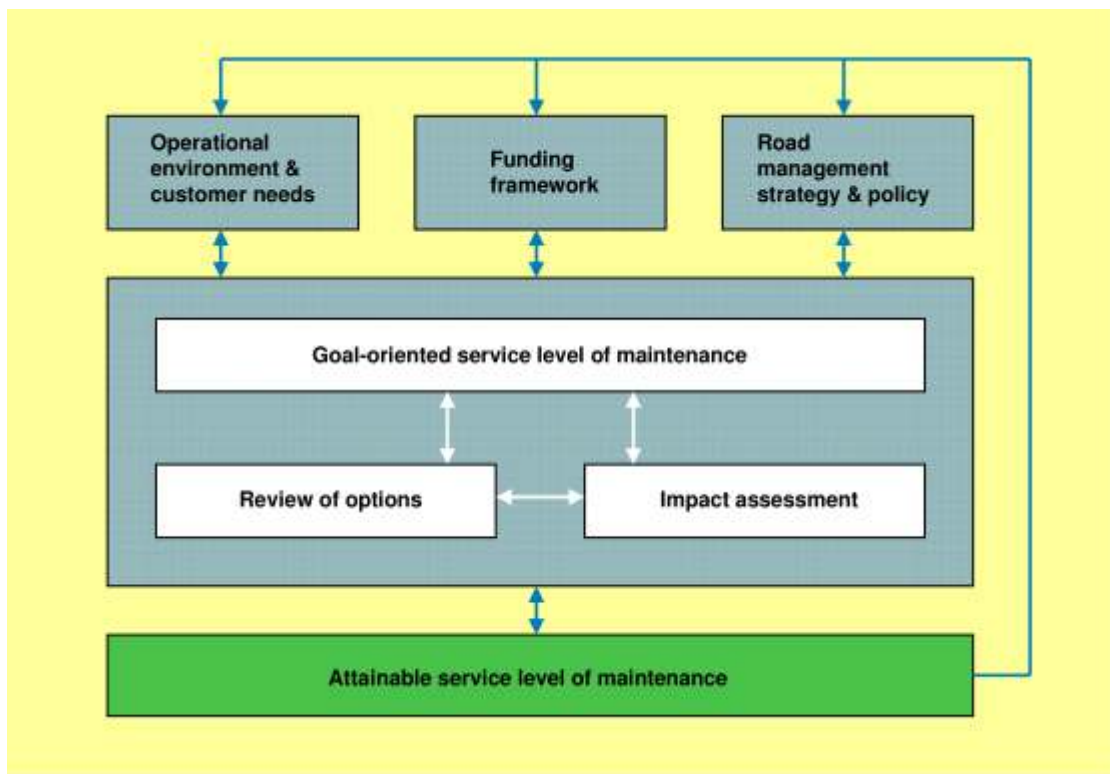 Operational
environment &
customer needs
Funding
framework
Road
management
strategy & policy
Goal-oriented service level of maintenance
Review of options
Impact assessment
Attainable service level of maintenance